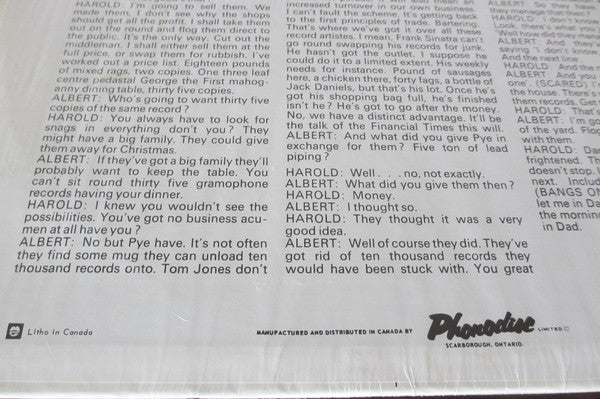 HAROLD: I'm going to sell them. We
made them. I don't see why the shops
should get all the profit. I shall take them
out on the round and flog them direct to the
public. It's the only way. Cut out the
middleman. I shall either sell them at the
full price, or swap them for rubbish. I've
worked out a price list. Eighteen pounds
of mixed rags, two copies. One three leaf
centre pedastal George the First mahog-
anny dining table, thirty five copies.
ALBERT: Who's going to want thirty five
copies of the same record?
HAROLD: You always have to look for
snags in everything don't you? They
might have a big family. They could give
them away for Christmas.
ALBERT: If they've got a big family they'll
probably want to keep the table. You
can't sit round thirty five gramophone
records having your dinner.
HAROLD: I knew you wouldn't see the
possibilities. You've got no business acu-
men at all have you?
ALBERT: No but Pye have. It's not often
they find some mug they can unload ten
thousand records onto. Tom Jones don't
increased turnover in our own business
I can't fault the scheme. It's getting back
to the first principles of trade. Bartering.
That's where we've got it over all these
record artistes. I mean, Frank Sinatra can't
go round swapping his records for junk.
He hasn't got the outlet. I suppose he
could do it to a limited extent. His weekly
needs for instance. Pound of sausages
here, a chicken there, forty fags, a bottle of
Jack Daniels, but that's his lot. Once he's
got his shopping bag full, he's finished
isn't he? He's got to go after the money.
No, we have a distinct advantage. It'll be
the talk of the Financial Times this will.
ALBERT: And what did you give Pye in
exchange for them? Five ton of lead
piping?
HAROLD: Well . . . no, not exactly.
ALBERT: What did you give them then?
HAROLD: Money.
ALBERT: I thought so.
HAROLD: They thought it was a very
good idea.
ALBERT: Well of course they did. They've
got rid of ten thousand records they
would have been stuck with. You great
ALBERT: So they have
HAROLD: I don't
Look, there's what you
ALBERT: And they
saying 'I don't know
And the next line
HAROLD: And the
ALBERT: And you
one'. (SCARED)
the house. There's
them records. Get
HAROLD: That's
ALBERT: I'm go
of the yard. Flog
with them.
HAROLD: Dad
frightened. Th
doesn't stop. I
next. Includ
(BANGS O
let me in Da
the mornin
in Dad.
Litho in Canada
MANUFACTURED AND DISTRIBUTED IN CANADA BY
Phonodisc LIMITED ©
SCARBOROUGH, ONTARIO.